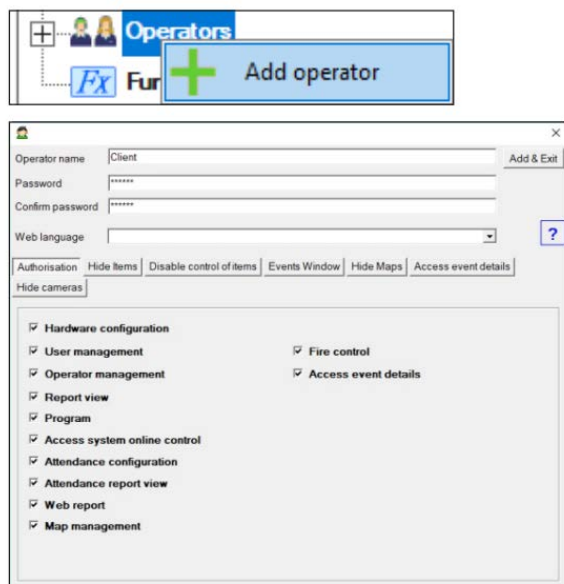 Operators
Fx Fur
Add operator
Operator name Client Add & Exit
Password ******
Confirm password ******
Web language ?
Authorisation Hide Items Disable control of items Events Window Hide Maps Access event details
Hide cameras
Hardware configuration
User management Fire control
Operator management Access event details
Report view
Program
Access system online control
Attendance configuration
Attendance report view
Web report
Map management